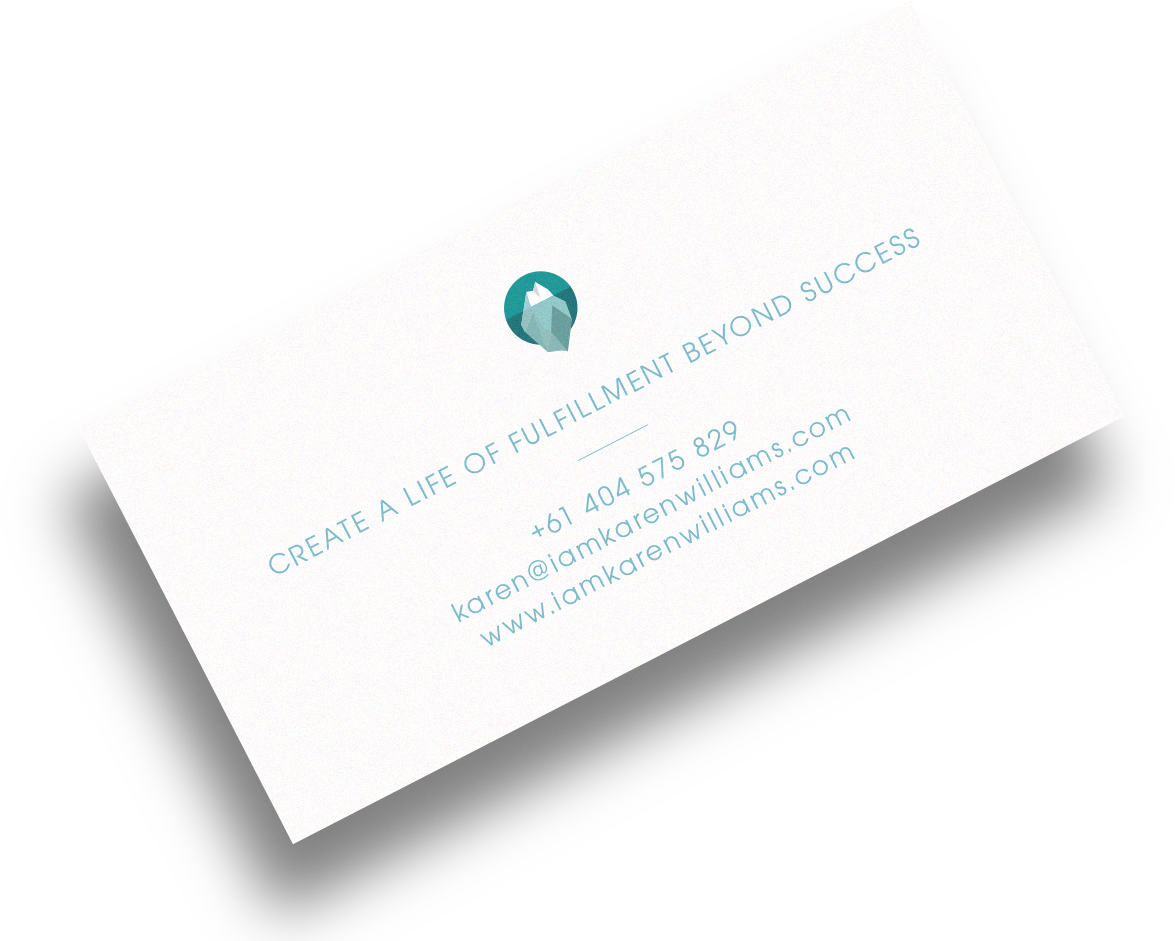 CREATE A LIFE OF FULFILLMENT BEYOND SUCCESS
+61 404 575 829
karen@iamkarenwilliams.com
www.iamkarenwilliams.com